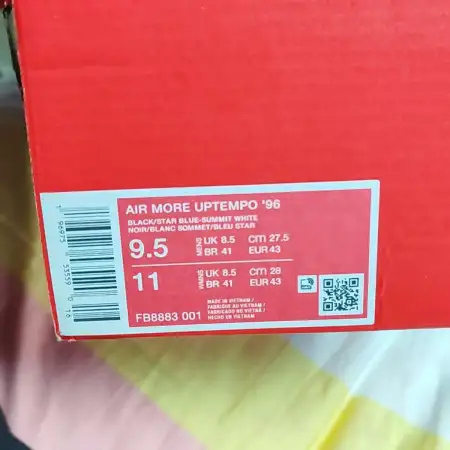 AIR MORE UPTEMPO '96
BLACK/STAR BLUE-SUMMIT WHITE
NOIR/BLANC SOMMET/BLEU STAR
9.5 MENS UK 8.5 CM 27.5
BR 41 EUR 43
11 WMNS UK 8.5 CM 28
BR 41 EUR 43
FB8883 001
MADE IN VIETNAM /
FABRIQUÉ AU VIETNAM /
FABRICADO NO VIETNÃ /
HECHO EN VIETNAM